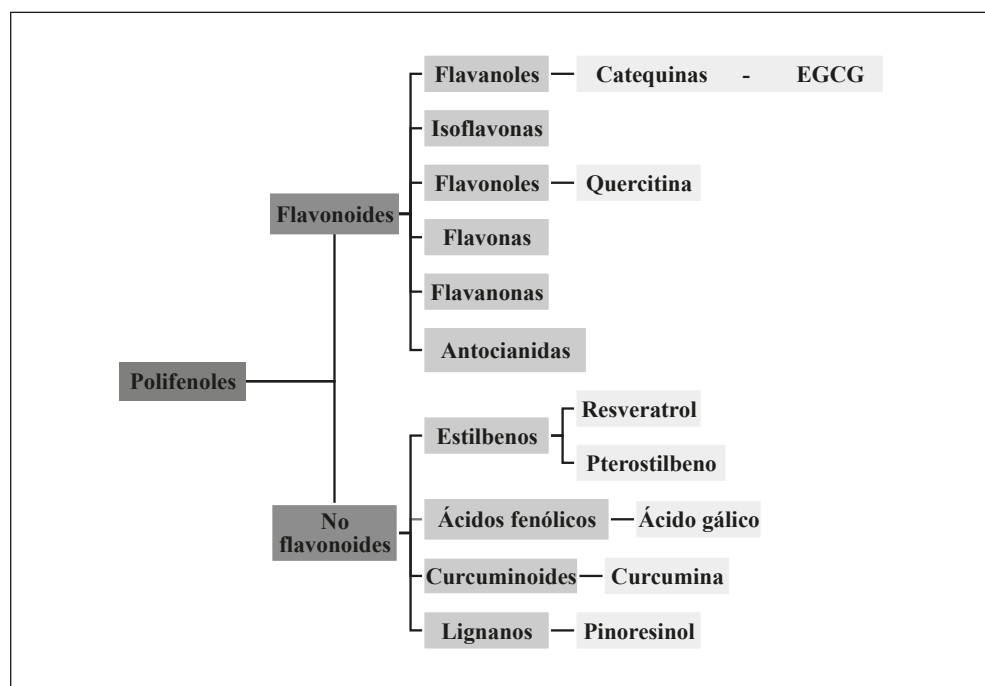 Flavanoles
Catequinas - EGCG
Isoflavonas
Flavonoles
Quercitina
Flavonoides
Flavonas
Flavanonas
Antocianidas
Polifenoles
Estilbenos
Resveratrol
Pterostilbeno
No
flavonoides
Ácidos fenólicos
Ácido gálico
Curcuminoides
Curcumina
Lignanos
Pinoresinol